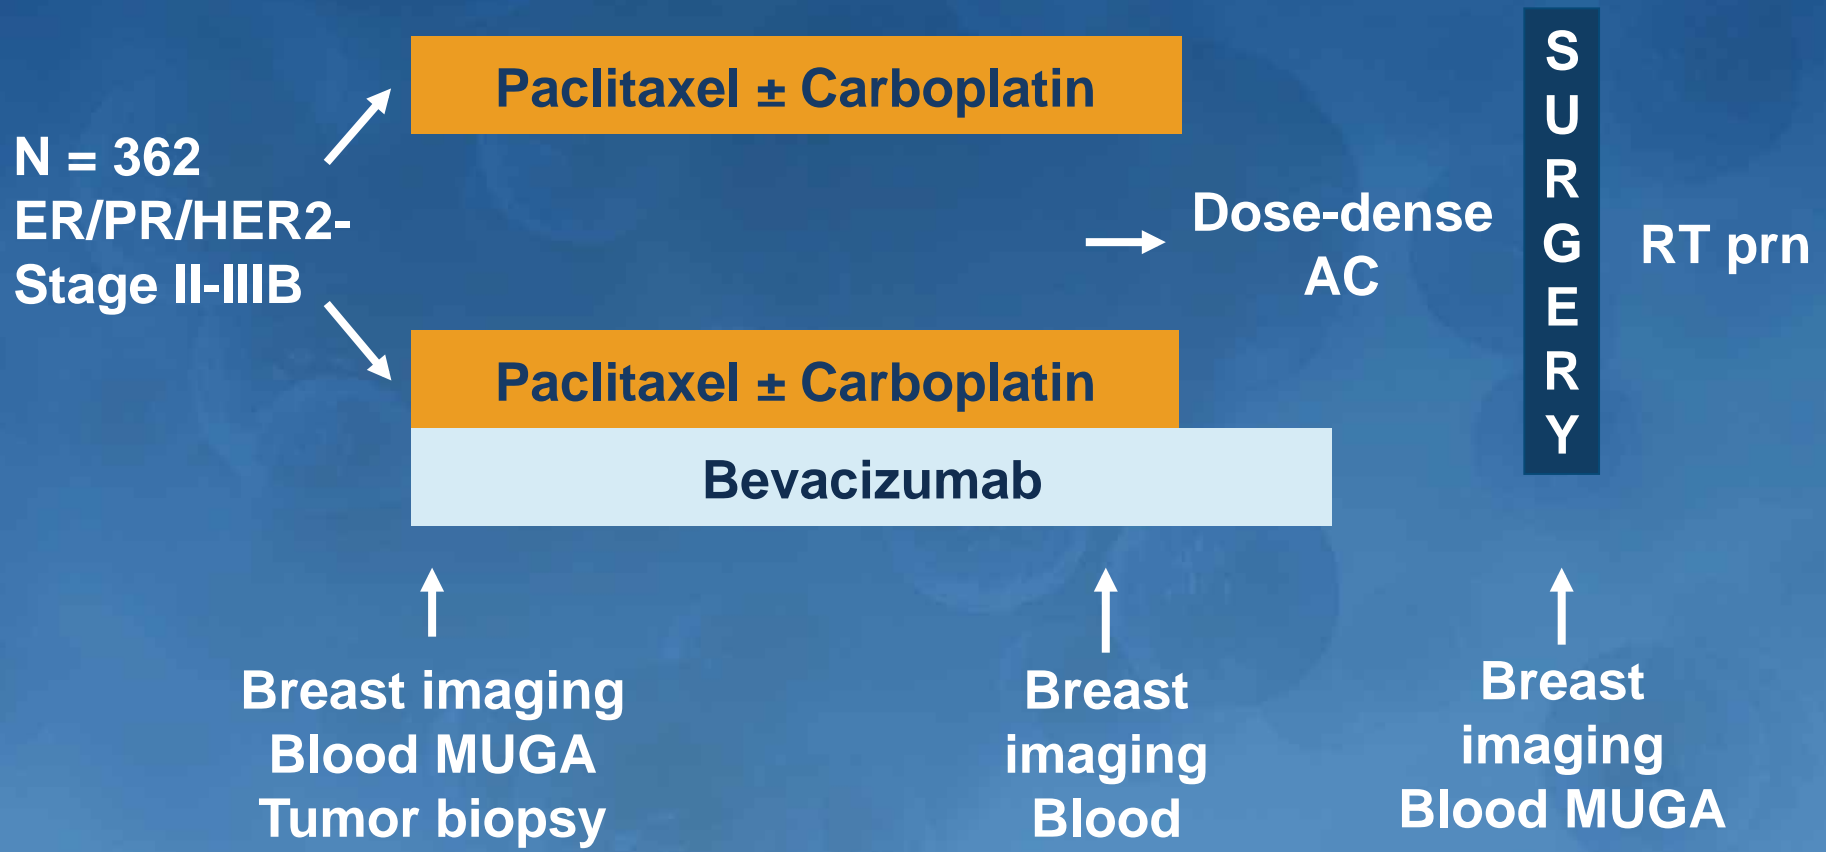 Paclitaxel ± Carboplatin
N = 362
ER/PR/HER2-
Stage II-IIIB
Dose-dense
AC
SURGERY
RT prn
Paclitaxel ± Carboplatin
Bevacizumab
Breast imaging
Blood MUGA
Tumor biopsy
Breast
imaging
Blood
Breast
imaging
Blood MUGA